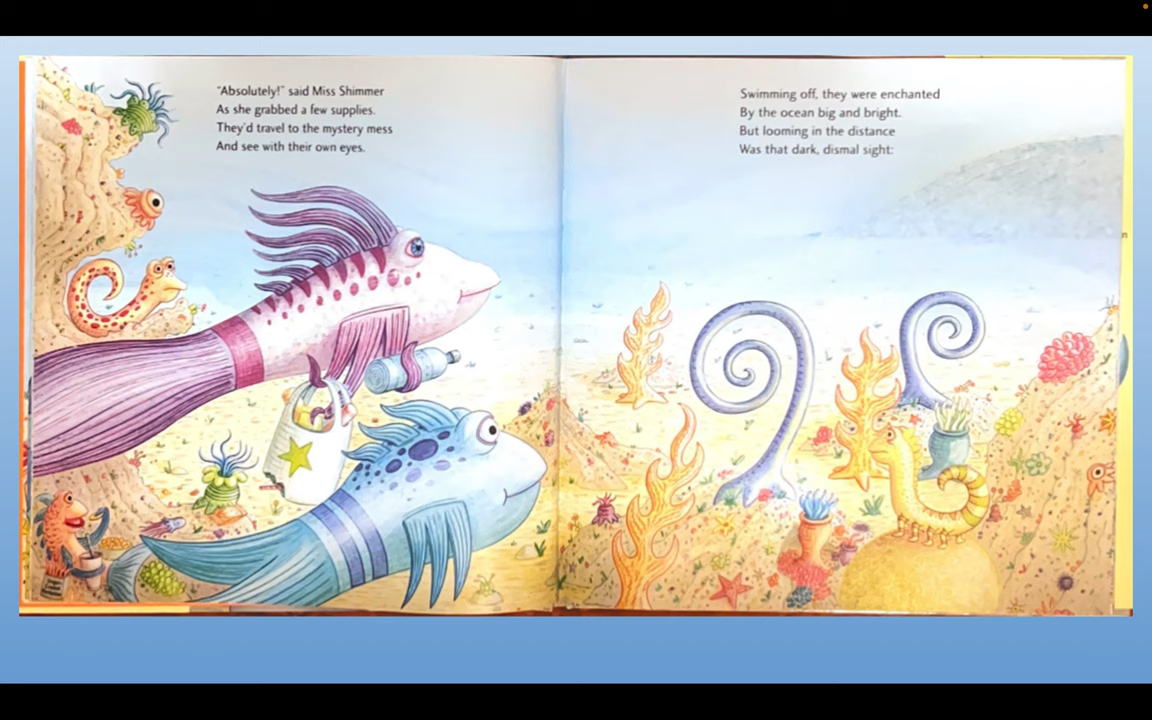 "Absolutely!" said Miss Shimmer
As she grabbed a few supplies.
They'd travel to the mystery mess
And see with their own eyes.
Swimming off, they were enchanted
By the ocean big and bright.
But looming in the distance
Was that dark, dismal sight: